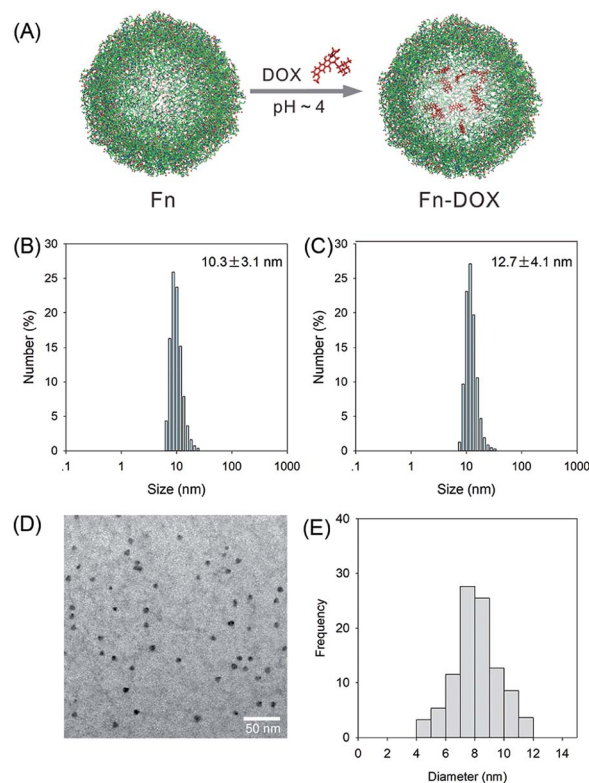 (A)
DOX
pH ~ 4
Fn
Fn-DOX
(B)
10.3±3.1 nm
30
25
20
15
10
5
0
Number (%)
.1 1 10 100 1000
Size (nm)
(C)
12.7±4.1 nm
30
25
20
15
10
5
0
Number (%)
.1 1 10 100 1000
Size (nm)
(D)
50 nm
(E)
40
30
20
10
0
Frequency
0 2 4 6 8 10 12 14
Diameter (nm)